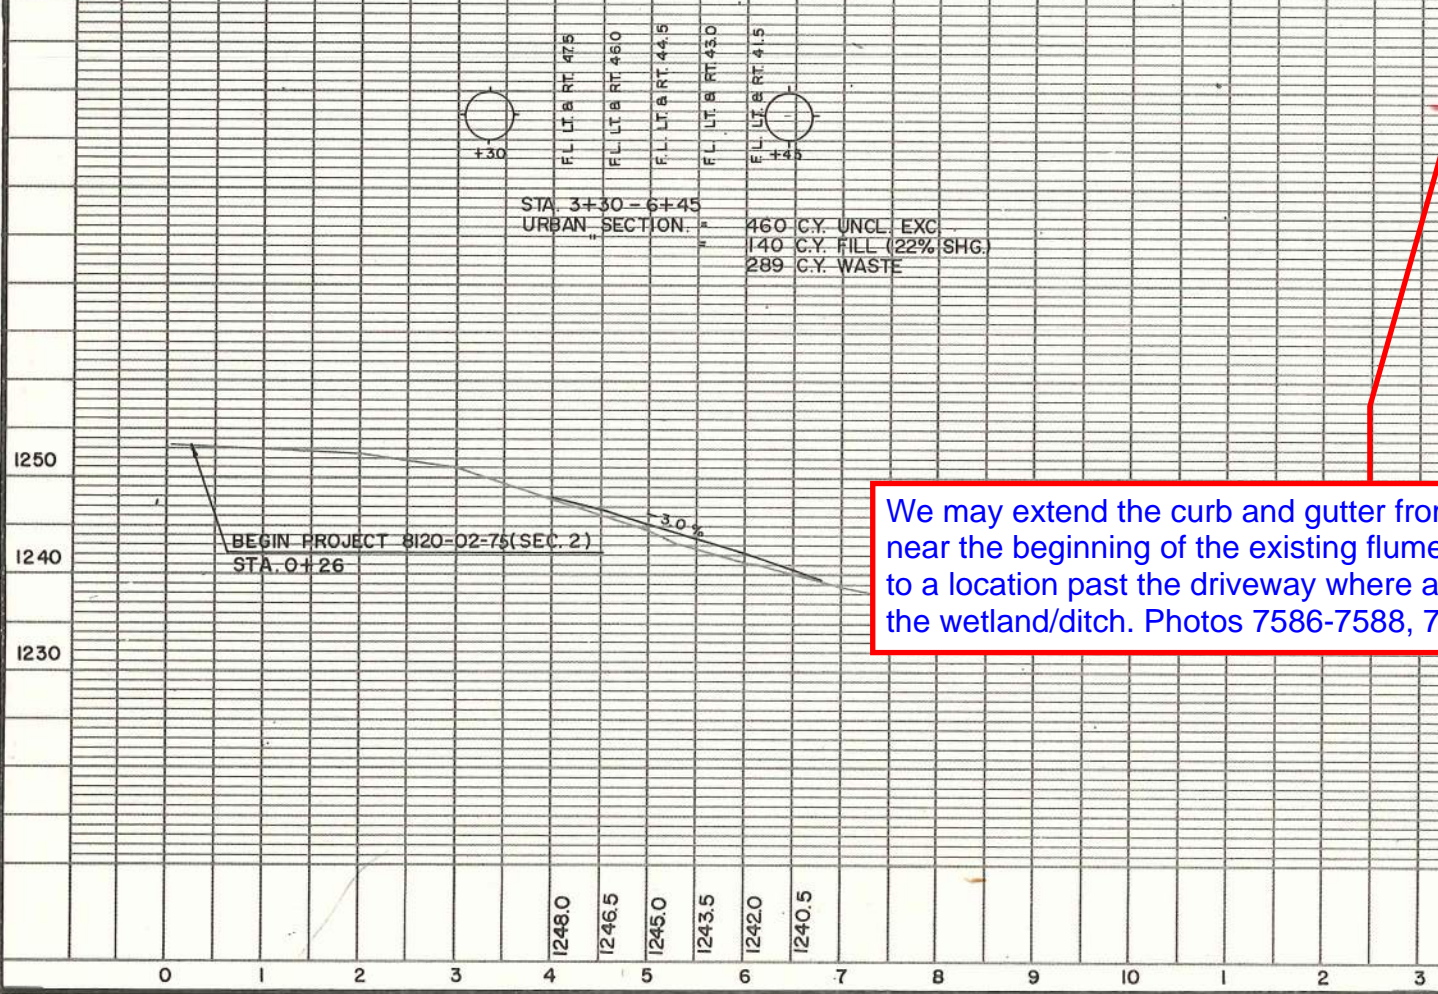 F.L. LT. & RT. 47.5
F.L. LT. & RT. 46.0
F.L. LT. & RT. 44.5
F.L. LT. & RT. 43.0
F.L. LT. & RT. 41.5
+30
+45
STA. 3+30 - 6+45
URBAN SECTION. = 460 C.Y. UNCL. EXC.
" = 140 C.Y. FILL (22% SHG.)
289 C.Y. WASTE
1250
1240
1230
-3.0%
BEGIN PROJECT 8120-02-76(SEC. 2)
STA. 0+26
We may extend the curb and gutter from
near the beginning of the existing flume
to a location past the driveway where a
the wetland/ditch. Photos 7586-7588, 7
1248.0
1246.5
1245.0
1243.5
1242.0
1240.5
0 1 2 3 4 5 6 7 8 9 10 1 2 3